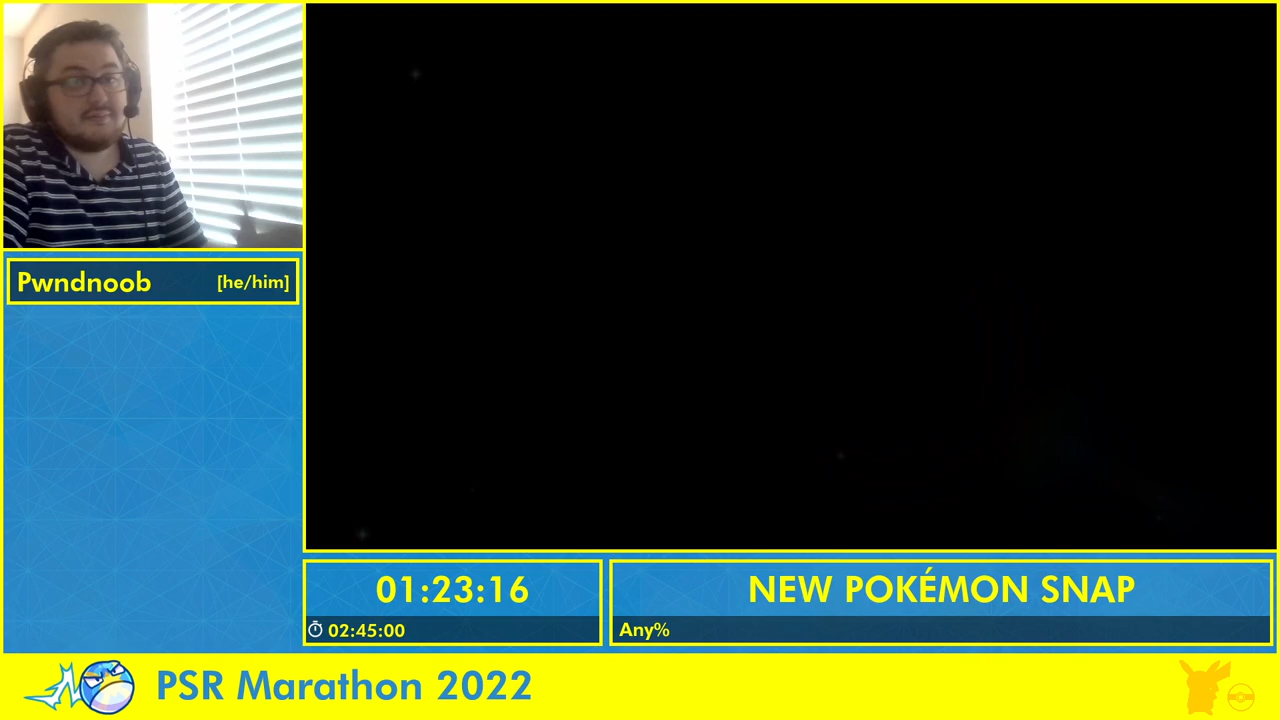 Pwndnoob [he/him]
01:23:16
02:45:00
NEW POKÉMON SNAP
Any%
PSR Marathon 2022